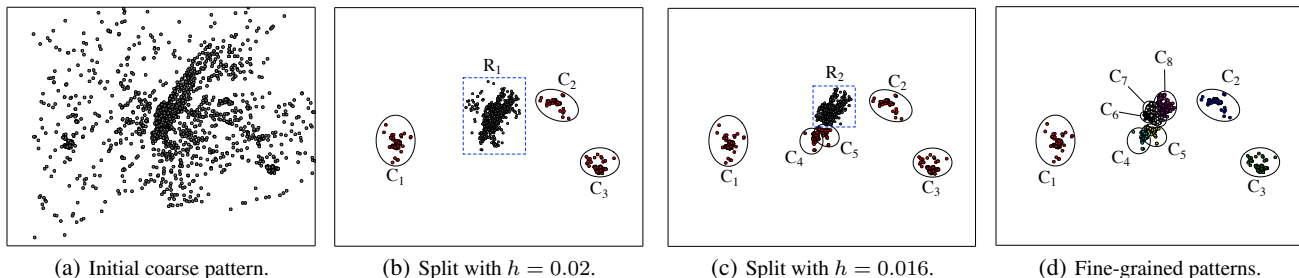 R1
C2
C1
C3
(a) Initial coarse pattern.
(b) Split with h = 0.02.
R2
C2
C1
C4
C5
C3
(c) Split with h = 0.016.
C8
C7
C6
C2
C1
C4
C5
C3
(d) Fine-grained patterns.